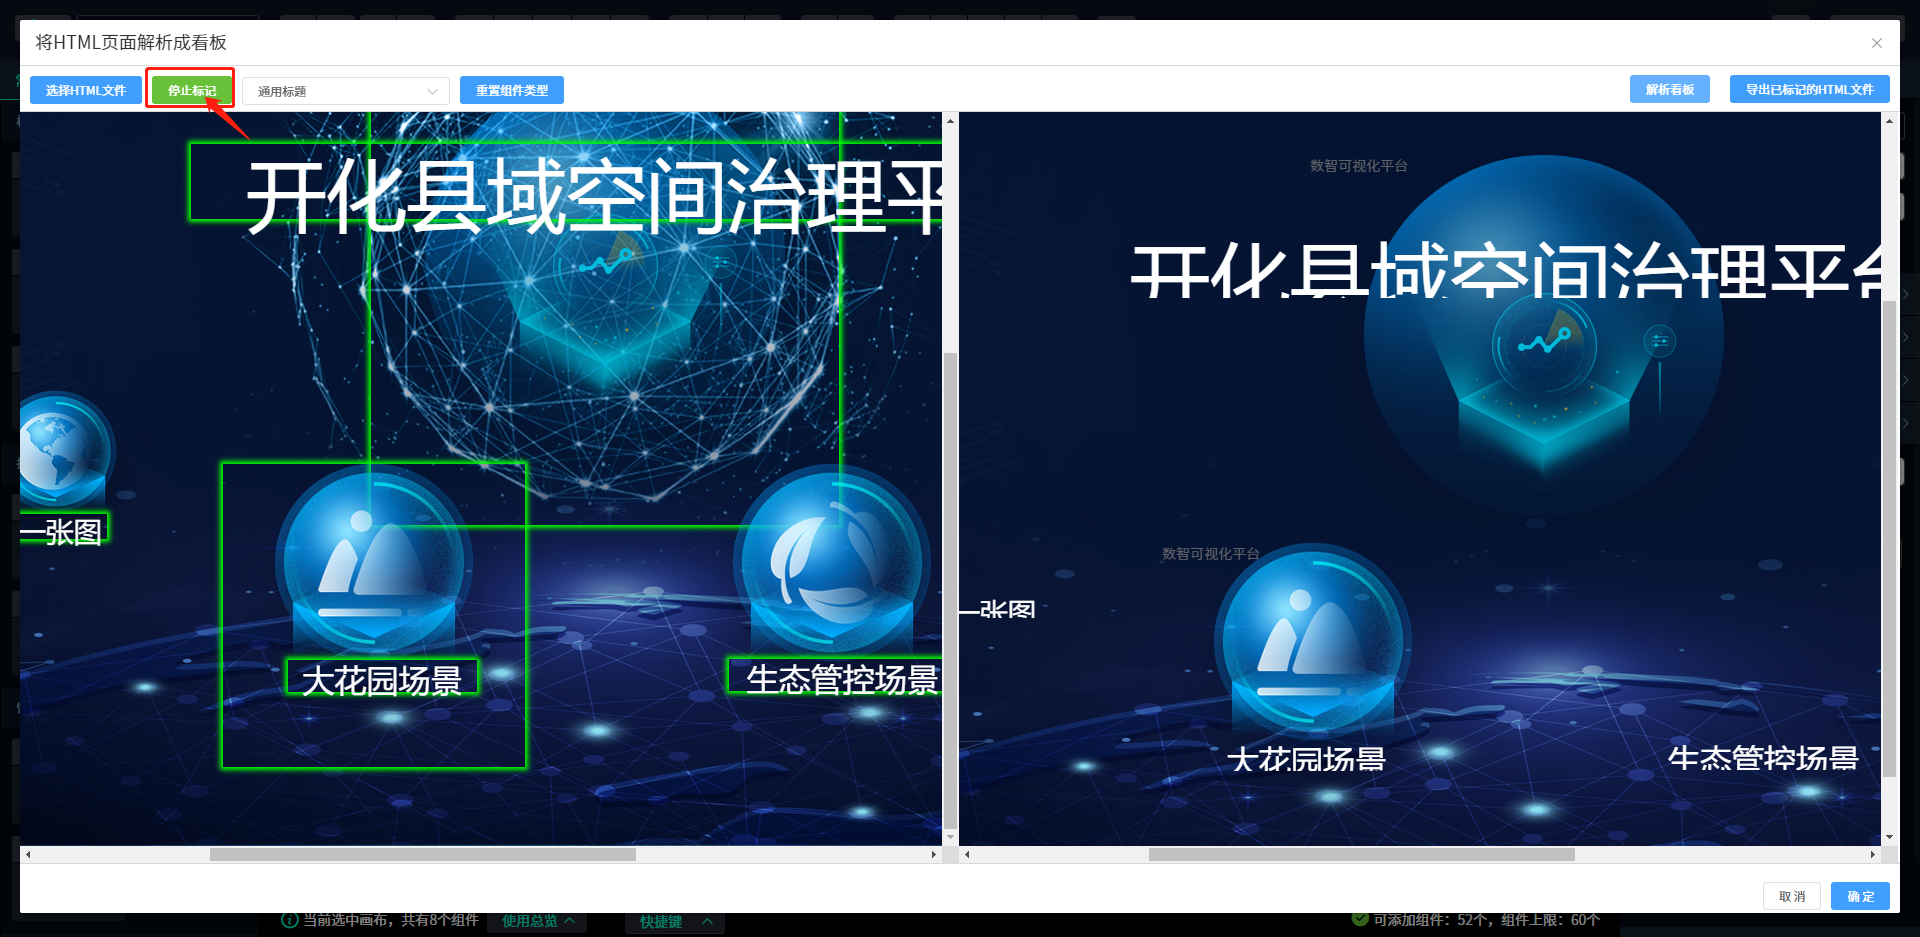 将HTML页面解析成看板
选择HTML文件
停止标记
通用标题
重置组件类型
解析看板
导出已标记的HTML文件
开化县域空间治理平
一张图
大花园场景
生态管控场景
数智可视化平台
开化县域空间治理平台
数智可视化平台
一张图
大花园场景
生态管控场景
取消
确定
当前选中画布，共有8个组件
使用总览
快捷键
可添加组件：52个，组件上限：60个